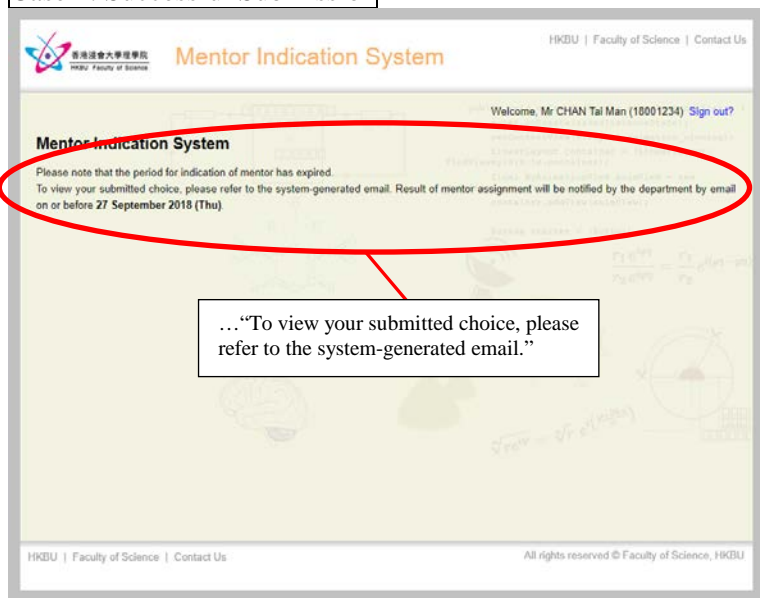 HKBU | Faculty of Science | Contact Us
香港浸會大學理學院
HKBU Faculty of Science
Mentor Indication System
Welcome, Mr CHAN Tai Man (18001234) Sign out?
Mentor Indication System
Please note that the period for indication of mentor has expired.
To view your submitted choice, please refer to the system-generated email. Result of mentor assignment will be notified by the department by email
on or before 27 September 2018 (Thu).
…“To view your submitted choice, please
refer to the system-generated email.”
HKBU | Faculty of Science | Contact Us
All rights reserved © Faculty of Science, HKBU